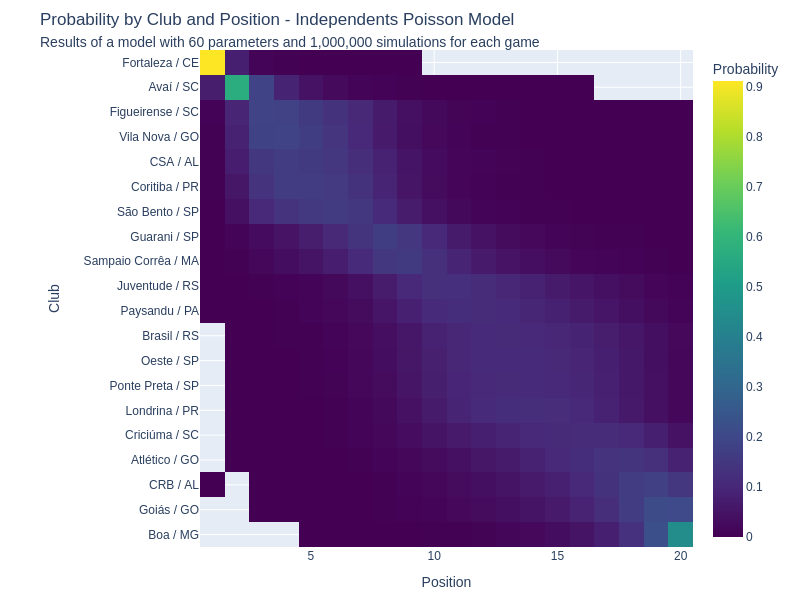 Probability by Club and Position - Independents Poisson Model
Results of a model with 60 parameters and 1,000,000 simulations for each game
Probability
Club
Fortaleza / CE
Avaí / SC
Figueirense / SC
Vila Nova / GO
CSA / AL
Coritiba / PR
São Bento / SP
Guarani / SP
Sampaio Corrêa / MA
Juventude / RS
Paysandu / PA
Brasil / RS
Oeste / SP
Ponte Preta / SP
Londrina / PR
Criciúma / SC
Atlético / GO
CRB / AL
Goiás / GO
Boa / MG
0.9
0.8
0.7
0.6
0.5
0.4
0.3
0.2
0.1
0
5 10 15 20
Position